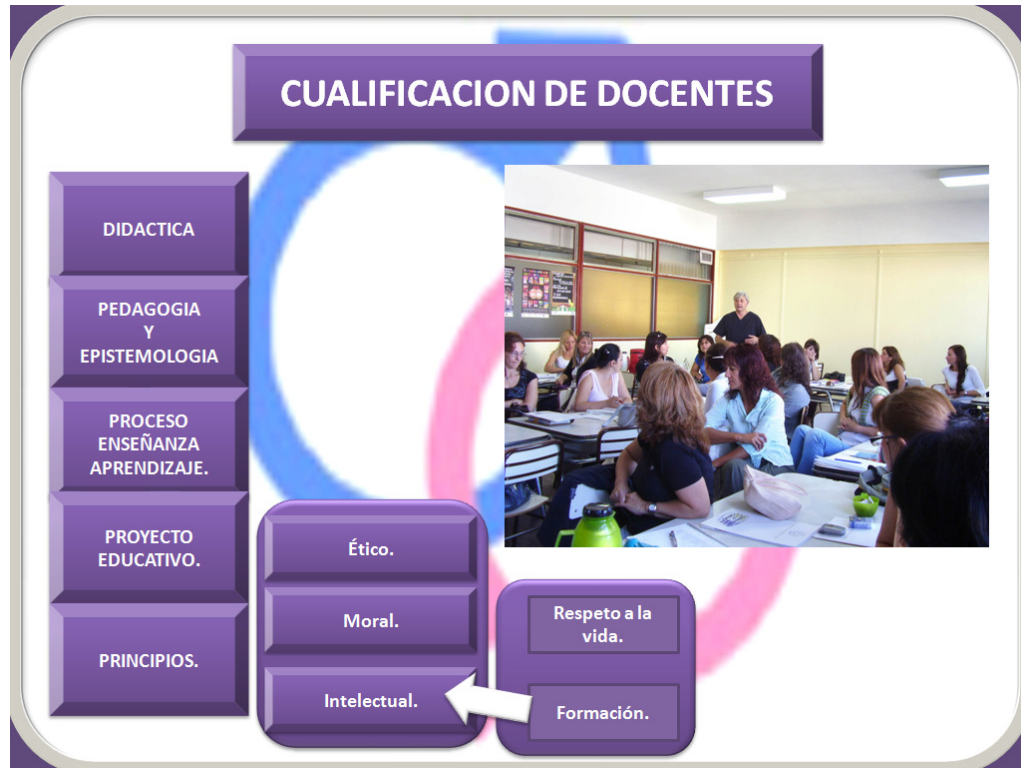 CUALIFICACION DE DOCENTES
DIDACTICA
PEDAGOGIA
Y
EPISTEMOLOGIA
PROCESO
ENSEÑANZA
APRENDIZAJE.
PROYECTO
EDUCATIVO.
PRINCIPIOS.
Ético.
Moral.
Intelectual.
Respeto a la
vida.
Formación.